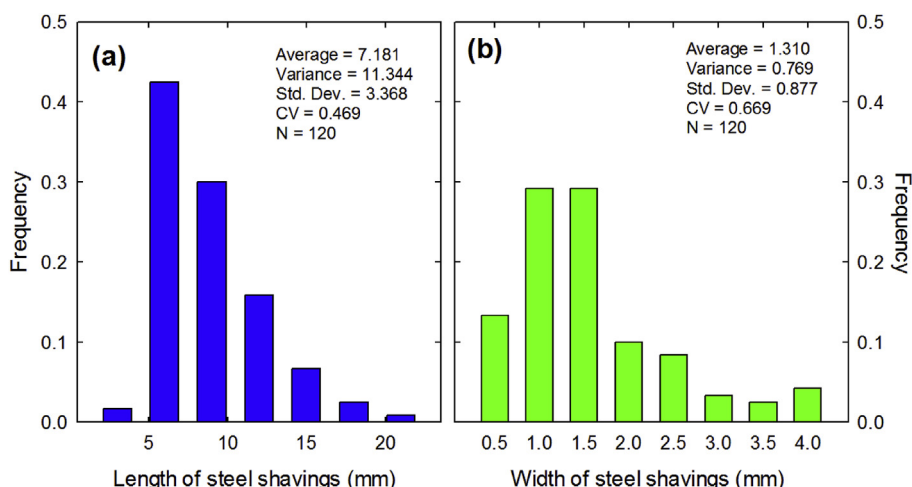 (a)
Average = 7.181
Variance = 11.344
Std. Dev. = 3.368
CV = 0.469
N = 120
Frequency
0.5
0.4
0.3
0.2
0.1
0.0
5 10 15 20
Length of steel shavings (mm)
(b)
Average = 1.310
Variance = 0.769
Std. Dev. = 0.877
CV = 0.669
N = 120
0.5
0.4
0.3
0.2
0.1
0.0
Frequency
0.5 1.0 1.5 2.0 2.5 3.0 3.5 4.0
Width of steel shavings (mm)